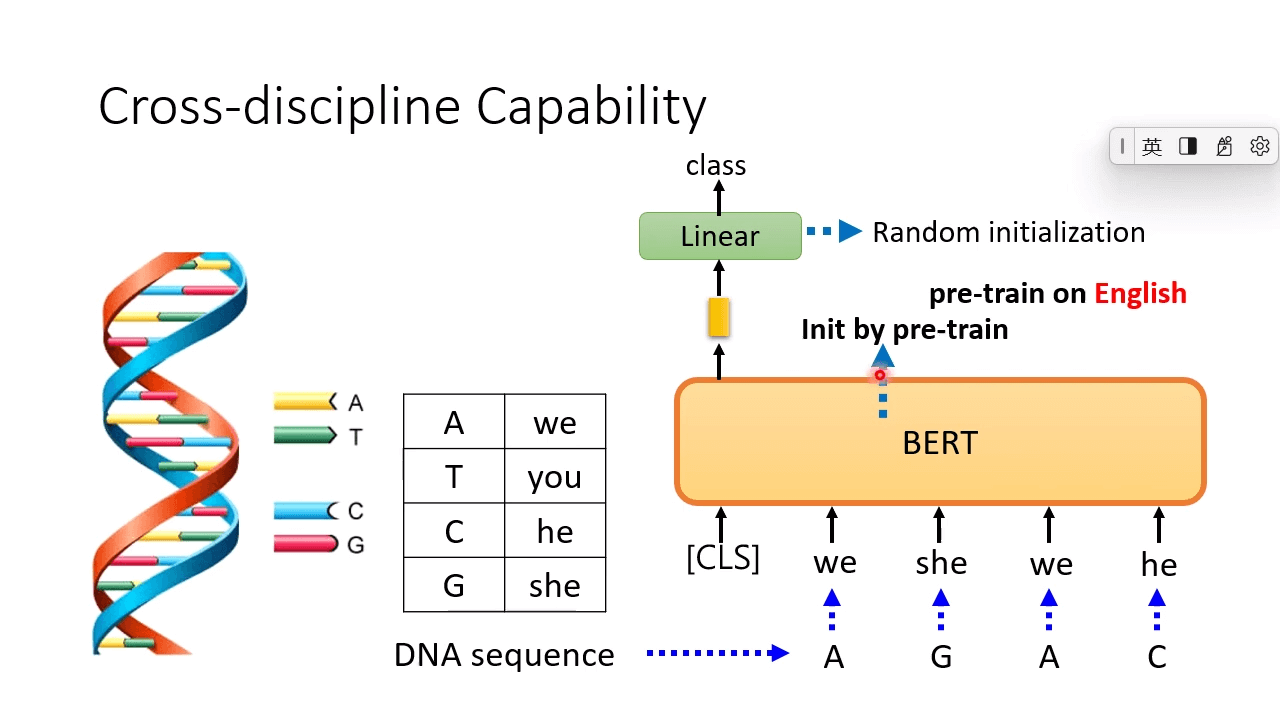 Cross-discipline Capability
英
class
Linear
Random initialization
pre-train on English
Init by pre-train
BERT
A
T
C
G
A we
T you
C he
G she
[CLS] we she we he
DNA sequence A G A C